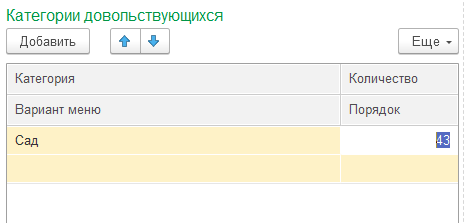 Категории довольствующихся
Добавить Еще
Категория Количество
Вариант меню Порядок
Сад 43